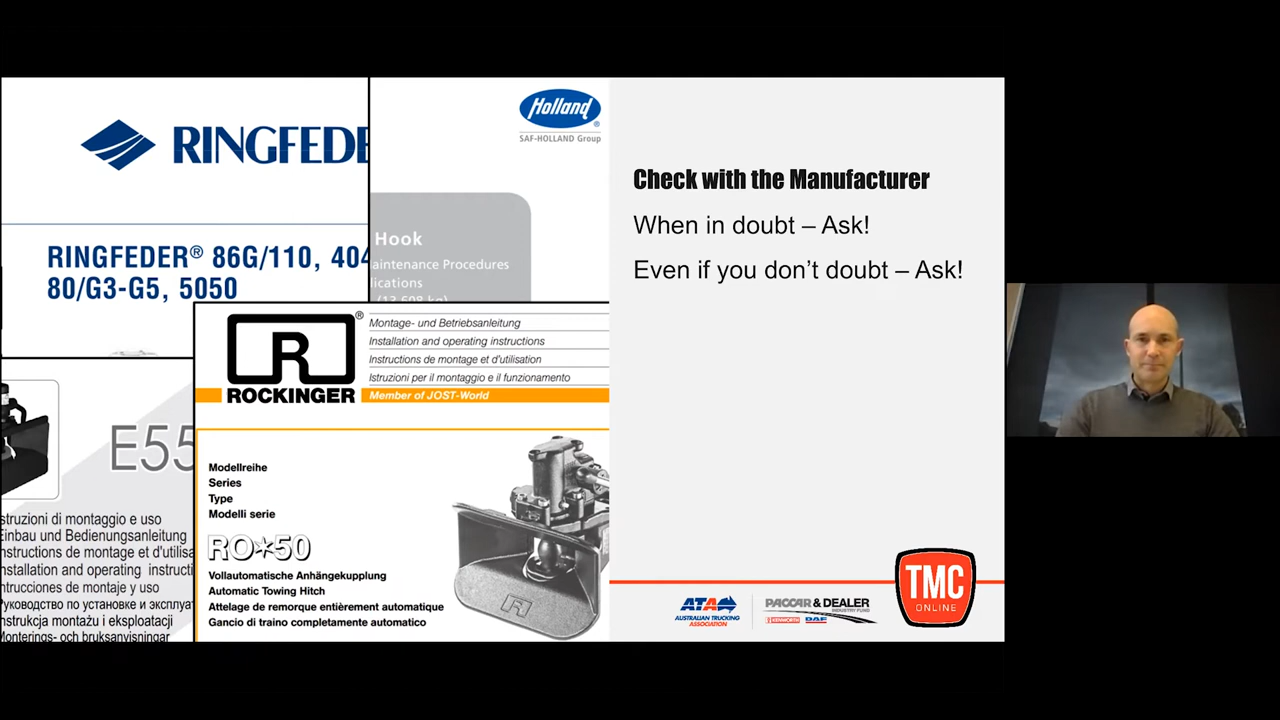 RINGFEDE
RINGFEDER® 86G/110, 404
80/G3-G5, 5050
Holland
®
SAF-HOLLAND Group
Hook
aintenance Procedures
lications
(13,608 kg)
®
R
ROCKINGER
Montage- und Betriebsanleitung
Installation and operating instructions
Instructions de montage et d'utilisation
Istruzioni per il montaggio e il funzionamento
Member of JOST-World
Modellreihe
Series
Type
Modelli serie
RO*50
Vollautomatische Anhängekupplung
Automatic Towing Hitch
Attelage de remorque entièrement automatique
Gancio di traino completamente automatico
E55
struzioni di montaggio e uso
Einbau und Bedienungsanleitung
nstructions de montage et d'utilisa
nstallation and operating instructi
ntrucciones de montaje y uso
Руководство по установке и эксплуат
nstrukcja montażu i eksploatacji
Monterings- och bruksanvisningar
Check with the Manufacturer
When in doubt – Ask!
Even if you don't doubt – Ask!
ATA
AUSTRALIAN TRUCKING
ASSOCIATION
PACCAR & DEALER
INDUSTRY FUND
KENWORTH DAF
TMC
ONLINE